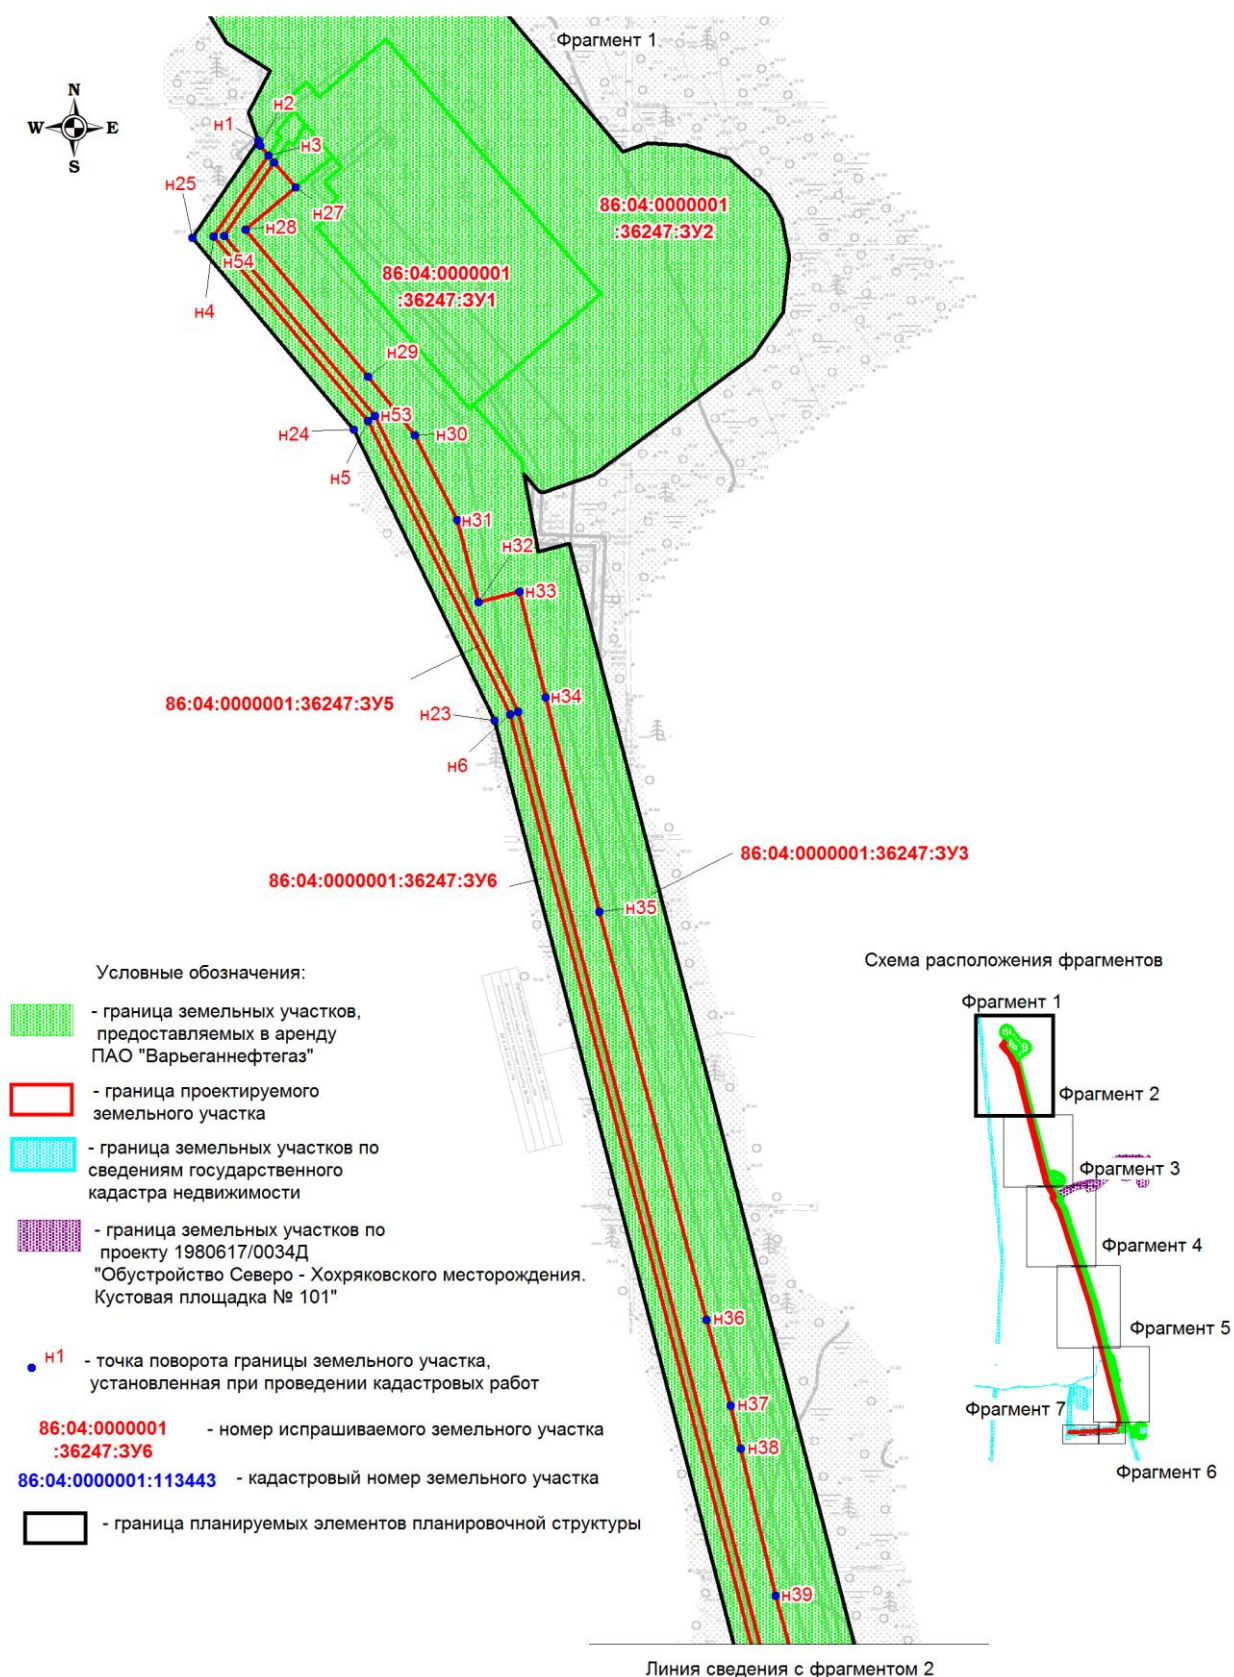 Фрагмент 1
N
W E
S
н1
н2
н3
н25
н27
н28
н54
н4
86:04:0000001
:36247:ЗУ2
86:04:0000001
:36247:ЗУ1
н29
н53
н30
н24
н5
н31
н32
н33
86:04:0000001:36247:ЗУ5
н34
н23
н6
86:04:0000001:36247:ЗУ3
86:04:0000001:36247:ЗУ6
н35
н36
н37
н38
н39
Линия сведения с фрагментом 2
Условные обозначения:
- граница земельных участков,
предоставляемых в аренду
ПАО "Варьеганнефтегаз"
- граница проектируемого
земельного участка
- граница земельных участков по
сведениям государственного
кадастра недвижимости
- граница земельных участков по
проекту 1980617/0034Д
"Обустройство Северо - Хохряковского месторождения.
Кустовая площадка № 101"
н1 - точка поворота границы земельного участка,
установленная при проведении кадастровых работ
86:04:0000001
:36247:ЗУ6
- номер испрашиваемого земельного участка
86:04:0000001:113443 - кадастровый номер земельного участка
- граница планируемых элементов планировочной структуры
Схема расположения фрагментов
Фрагмент 1
Фрагмент 2
Фрагмент 3
Фрагмент 4
Фрагмент 5
Фрагмент 7
Фрагмент 6